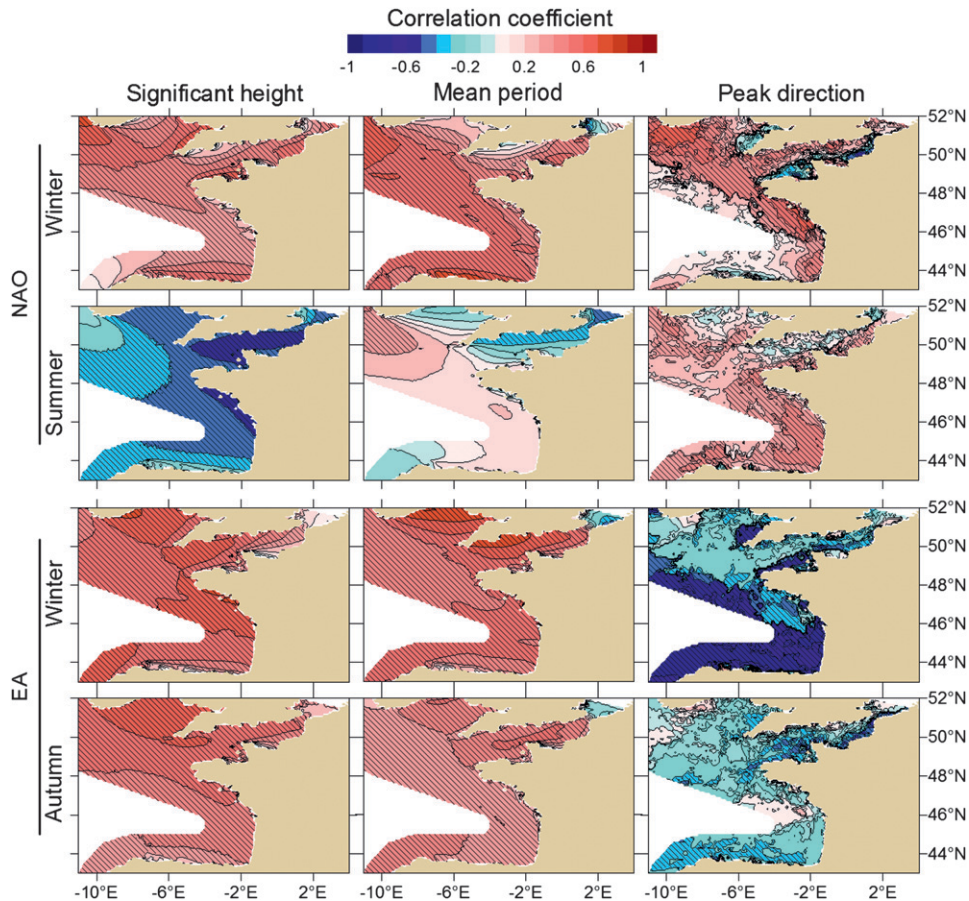 Correlation coefficient
-1 -0.6 -0.2 0.2 0.6 1
Significant height Mean period Peak direction
NAO
Winter
52°N
50°N
48°N
46°N
44°N
Summer
52°N
50°N
48°N
46°N
44°N
EA
Winter
52°N
50°N
48°N
46°N
44°N
Autumn
52°N
50°N
48°N
46°N
44°N
-10°E -6°E -2°E 2°E -10°E -6°E -2°E 2°E -10°E -6°E -2°E 2°E